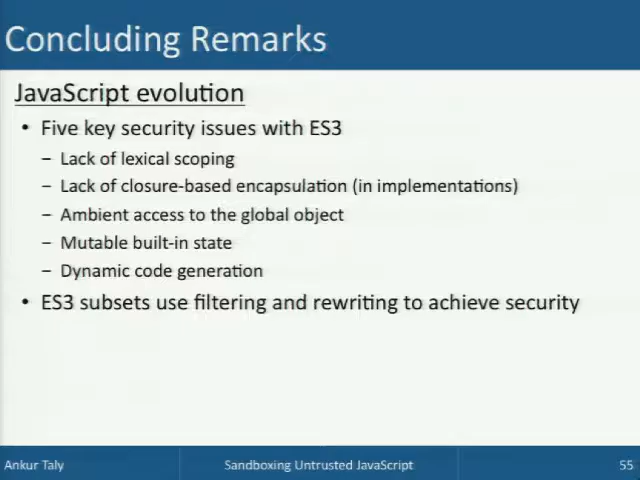 Concluding Remarks
JavaScript evolution
• Five key security issues with ES3
– Lack of lexical scoping
– Lack of closure-based encapsulation (in implementations)
– Ambient access to the global object
– Mutable built-in state
– Dynamic code generation
• ES3 subsets use filtering and rewriting to achieve security
Ankur Taly
Sandboxing Untrusted JavaScript
55